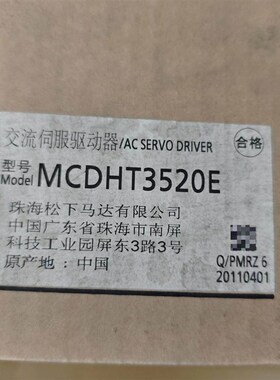 交流伺服驱动器/AC SERVO DRIVER
合格
型号
Model MCDHT3520E
珠海松下马达有限公司
中国广东省珠海市南屏
科技工业园屏东3路3号
原产地：中国
Q/PMRZ 6
20110401